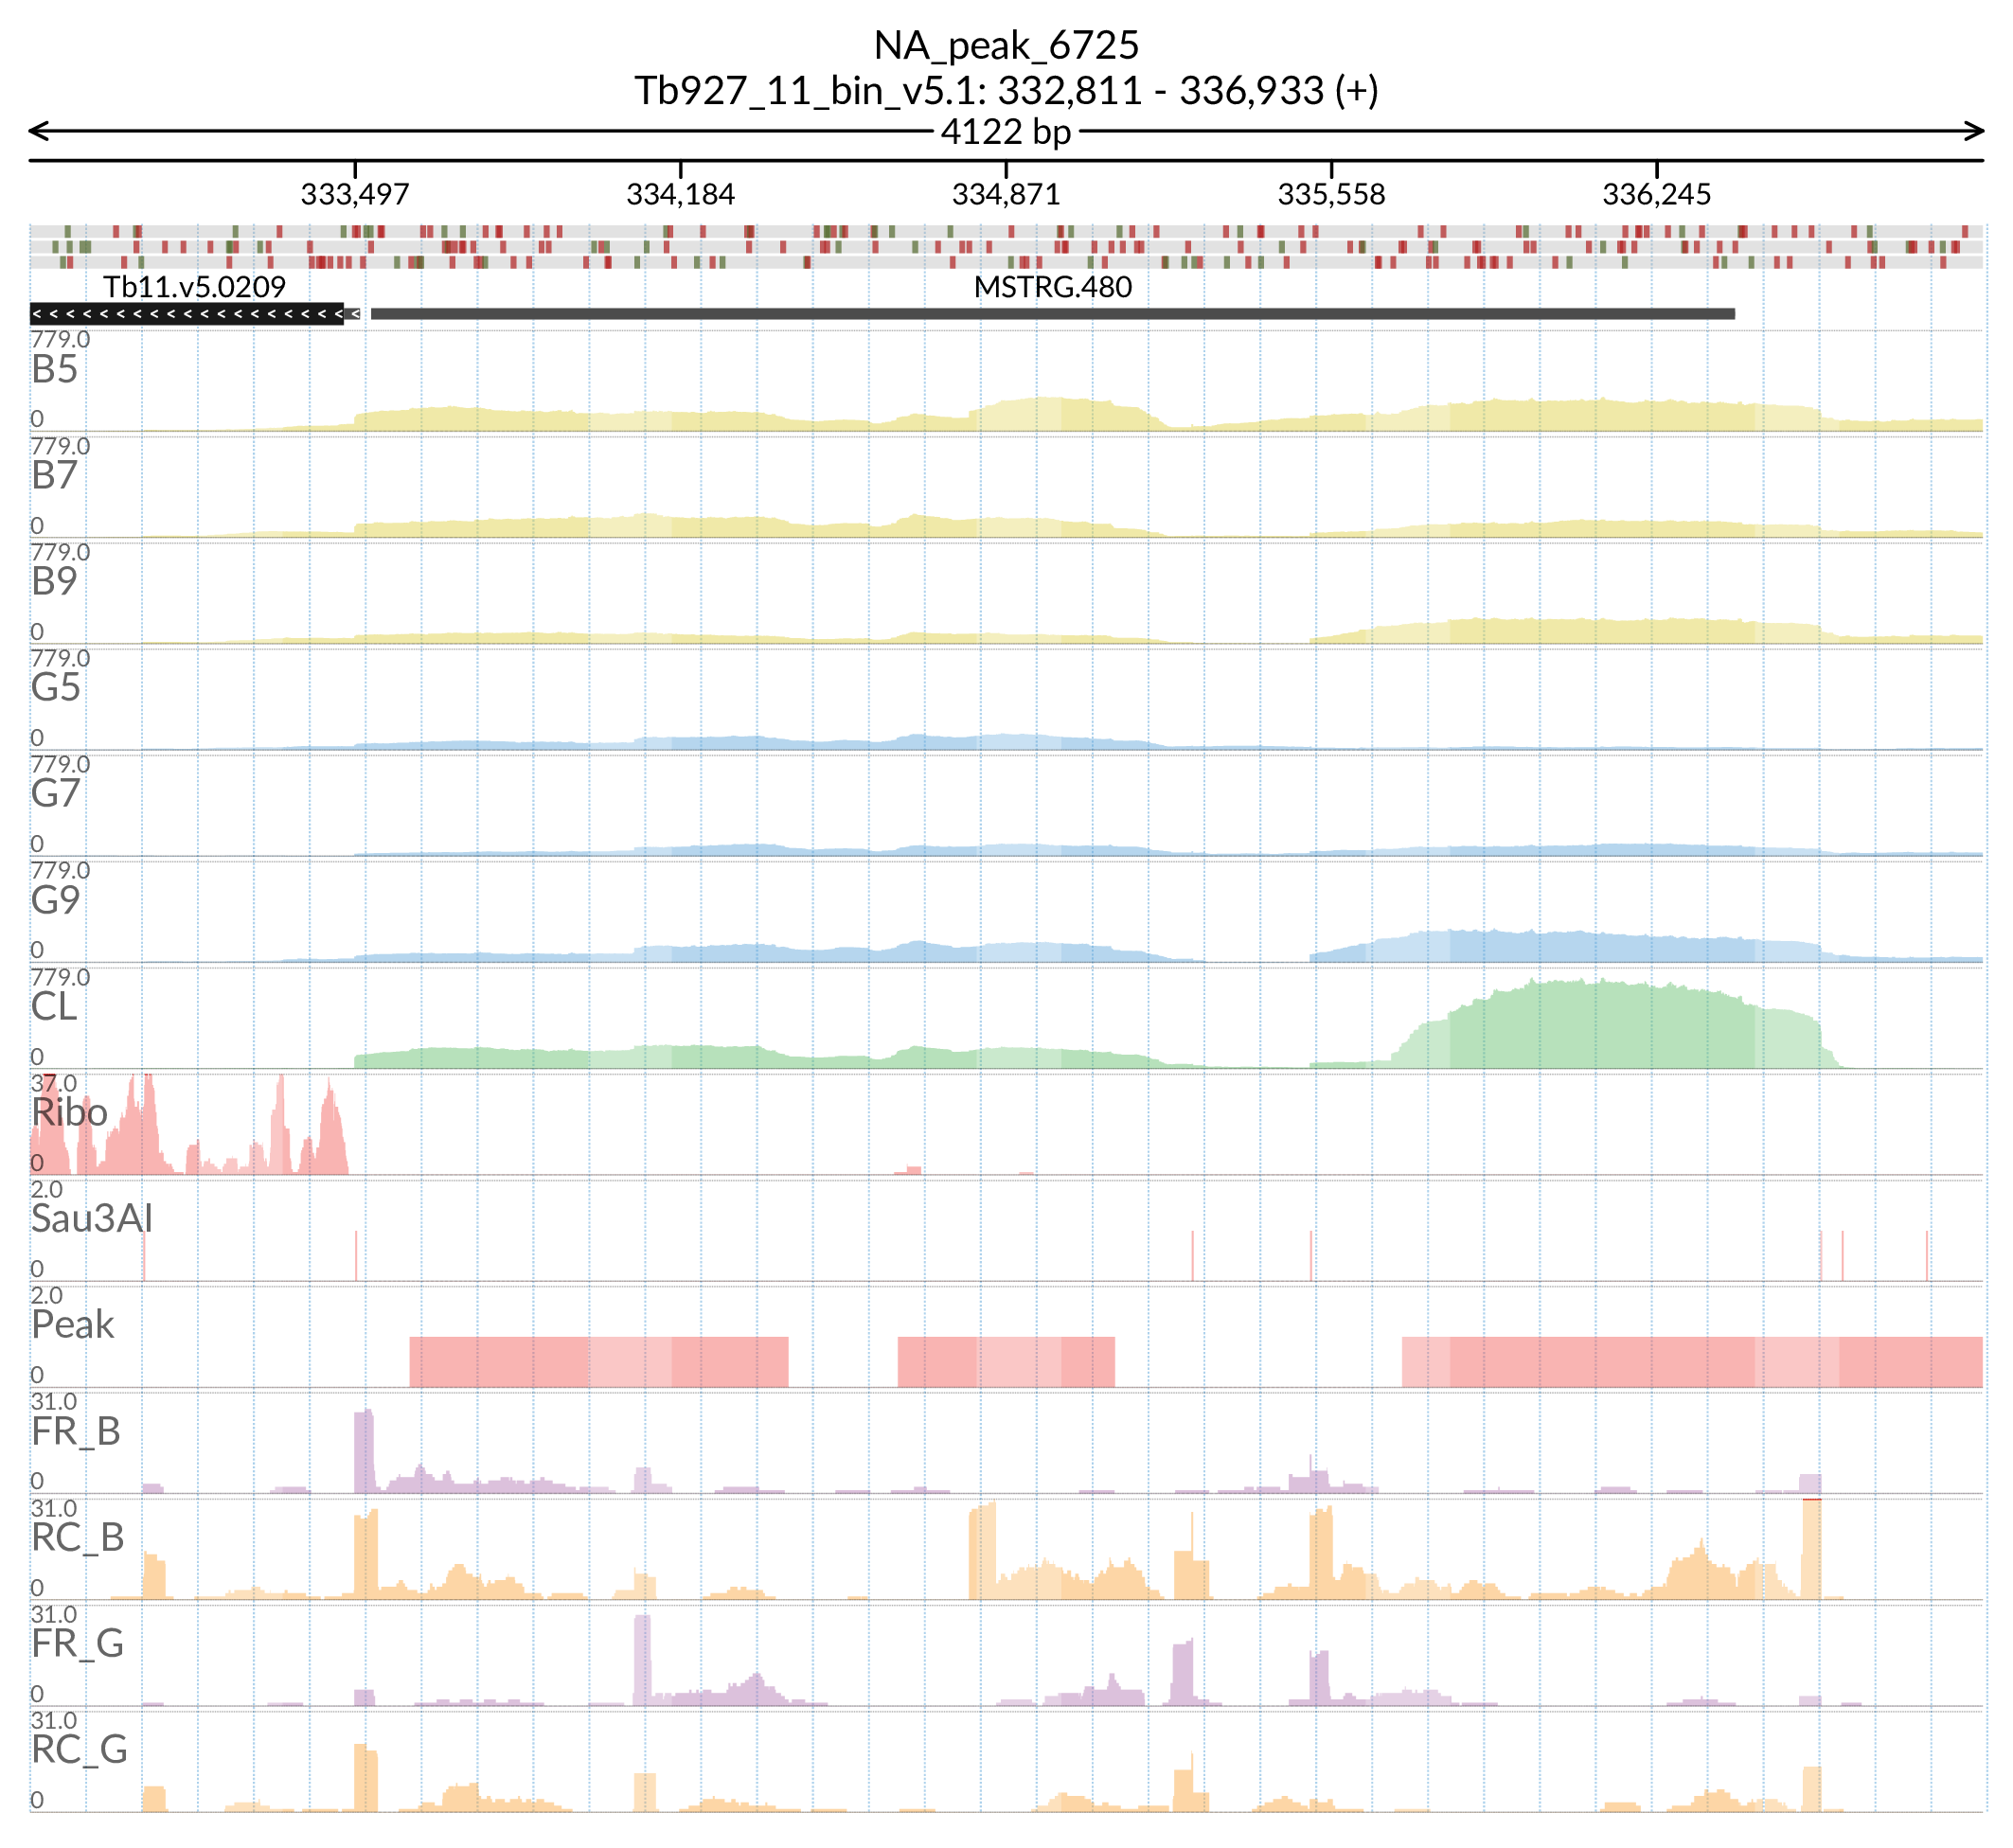 NA_peak_6725
Tb927_11_bin_v5.1: 332,811 - 336,933 (+)
4122 bp
333,497 334,184 334,871 335,558 336,245
Tb11.v5.0209 MSTRG.480
779.0
B5
0
779.0
B7
0
779.0
B9
0
779.0
G5
0
779.0
G7
0
779.0
G9
0
779.0
CL
0
37.0
Ribo
0
2.0
Sau3AI
0
2.0
Peak
0
31.0
FR_B
0
31.0
RC_B
0
31.0
FR_G
0
31.0
RC_G
0